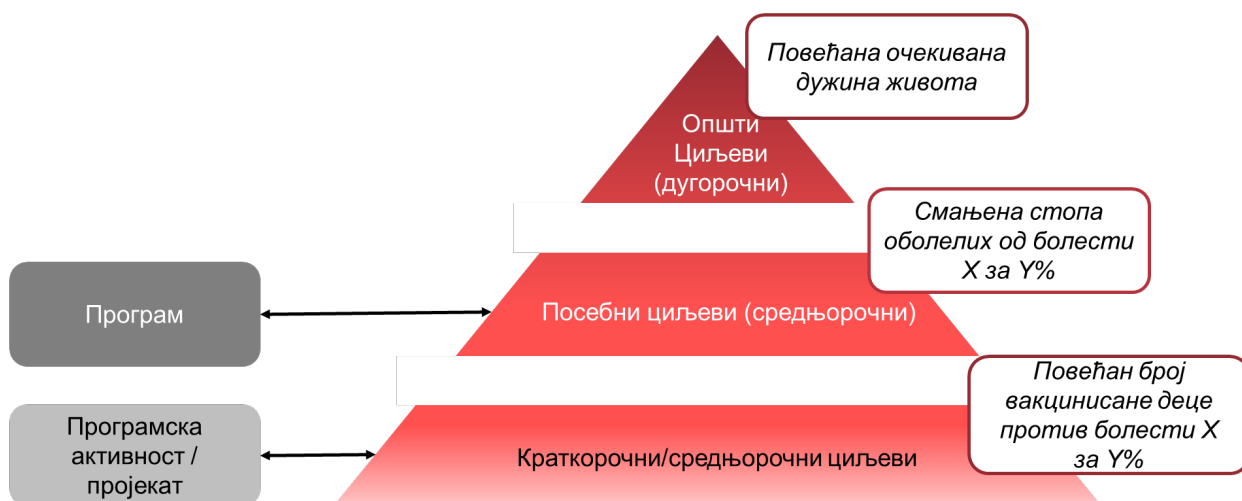 Повећана очекивана
дужина живота
Општи
Циљеви
(дугорочни)
Смањена стопа
оболелих од болести
X за Y%
Програм
Посебни циљеви (средњорочни)
Повећан број
вакцинисане деце
против болести X
за Y%
Програмска
активност /
пројекат
Краткорочни/средњорочни циљеви